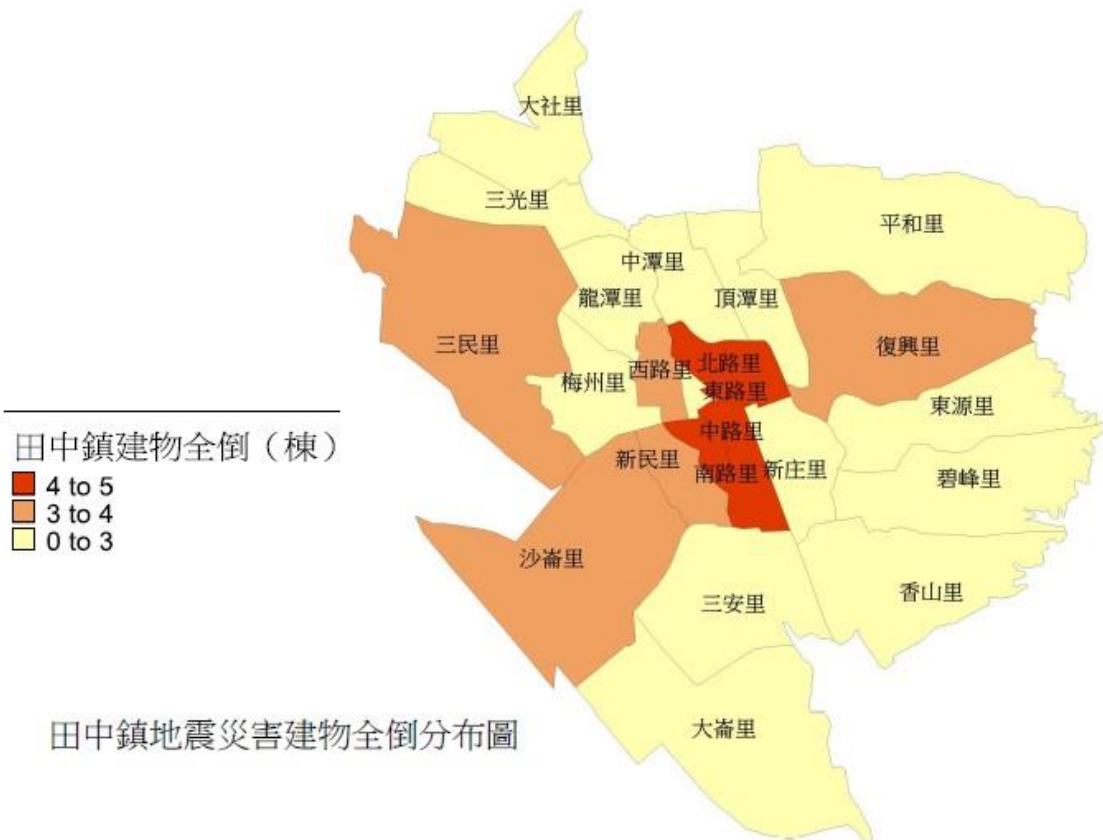 大社里
三光里
平和里
中潭里
龍潭里
頂潭里
三民里
復興里
北路里
西路里
梅州里
東路里
東源里
中路里
田中鎮建物全倒（棟）
4 to 5
3 to 4
0 to 3
新民里
南路里
新庄里
碧峰里
沙崙里
香山里
三安里
大崙里
田中鎮地震災害建物全倒分布圖